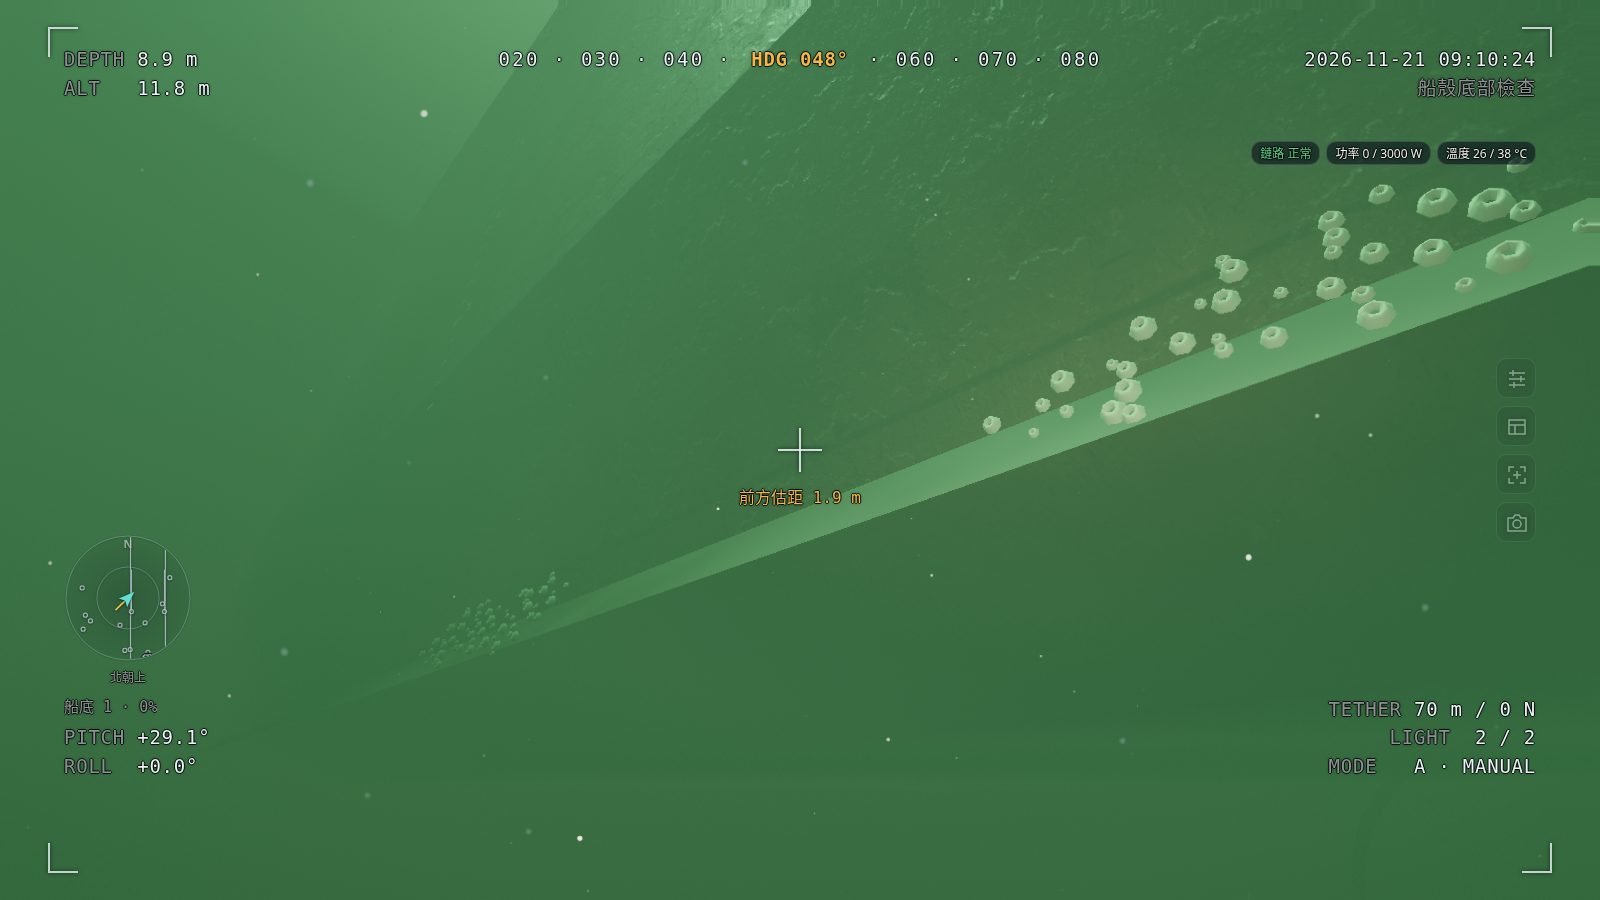 DEPTH 8.9 m
ALT 11.8 m
020 · 030 · 040 · HDG 048° · 060 · 070 · 080
2026-11-21 09:10:24
船殼底部檢查
鏈路 正常
功率 0 / 3000 W
溫度 26 / 38 °C
前方估距 1.9 m
N
北朝上
船底 1 · 0%
PITCH +29.1°
ROLL +0.0°
TETHER 70 m / 0 N
LIGHT 2 / 2
MODE A · MANUAL